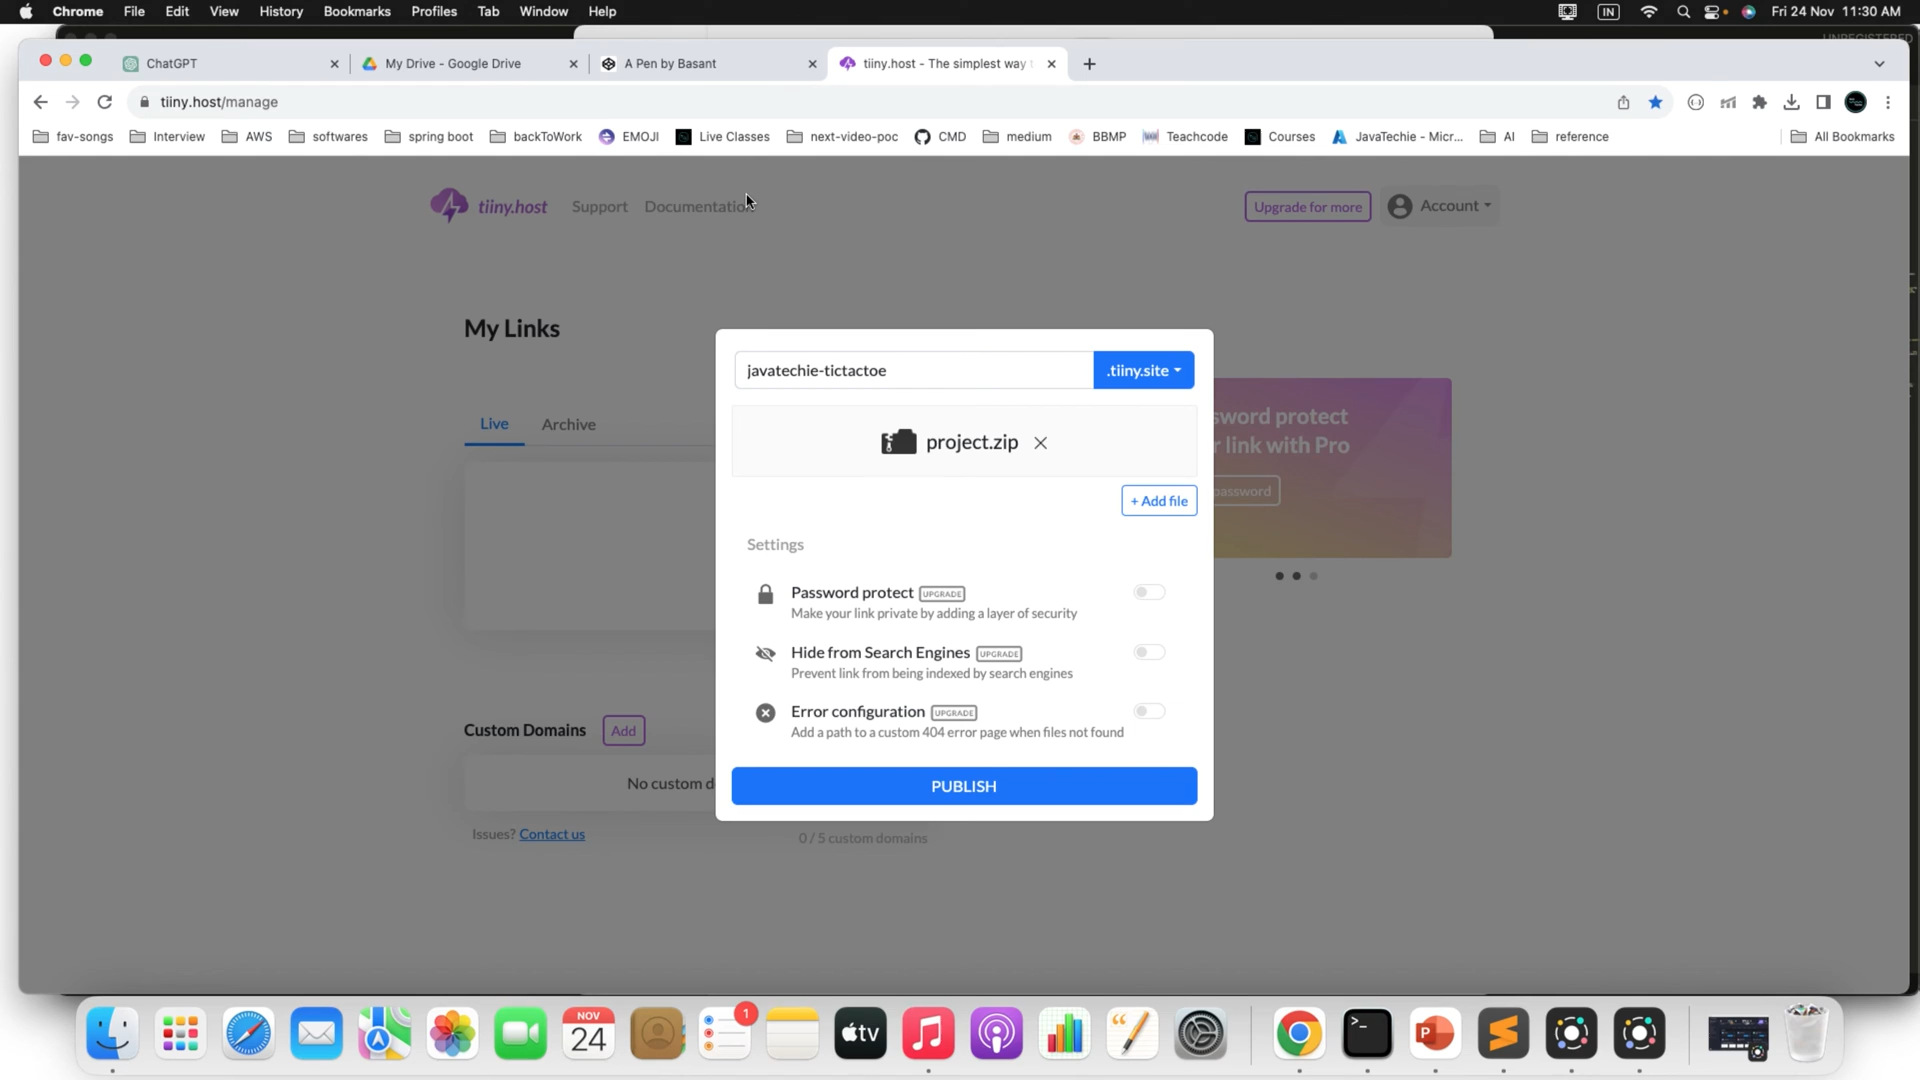 Chrome File Edit View History Bookmarks Profiles Tab Window Help IN Fri 24 Nov 11:30 AM
ChatGPT My Drive - Google Drive A Pen by Basant tiiny.host - The simplest way
tiiny.host/manage
fav-songs Interview AWS softwares spring boot backToWork EMOJI Live Classes next-video-poc CMD medium BBMP Teachcode Courses JavaTechie - Micr... AI reference All Bookmarks
tiiny.host Support Documentation Upgrade for more Account
My Links
javatechie-tictactoe .tiiny.site
Live Archive
sword protect
r link with Pro
project.zip
password
+ Add file
Settings
Password protect UPGRADE
Make your link private by adding a layer of security
Hide from Search Engines UPGRADE
Prevent link from being indexed by search engines
Error configuration UPGRADE
Add a path to a custom 404 error page when files not found
Custom Domains Add
No custom d
PUBLISH
Issues? Contact us
0 / 5 custom domains
1
NOV
24
tv